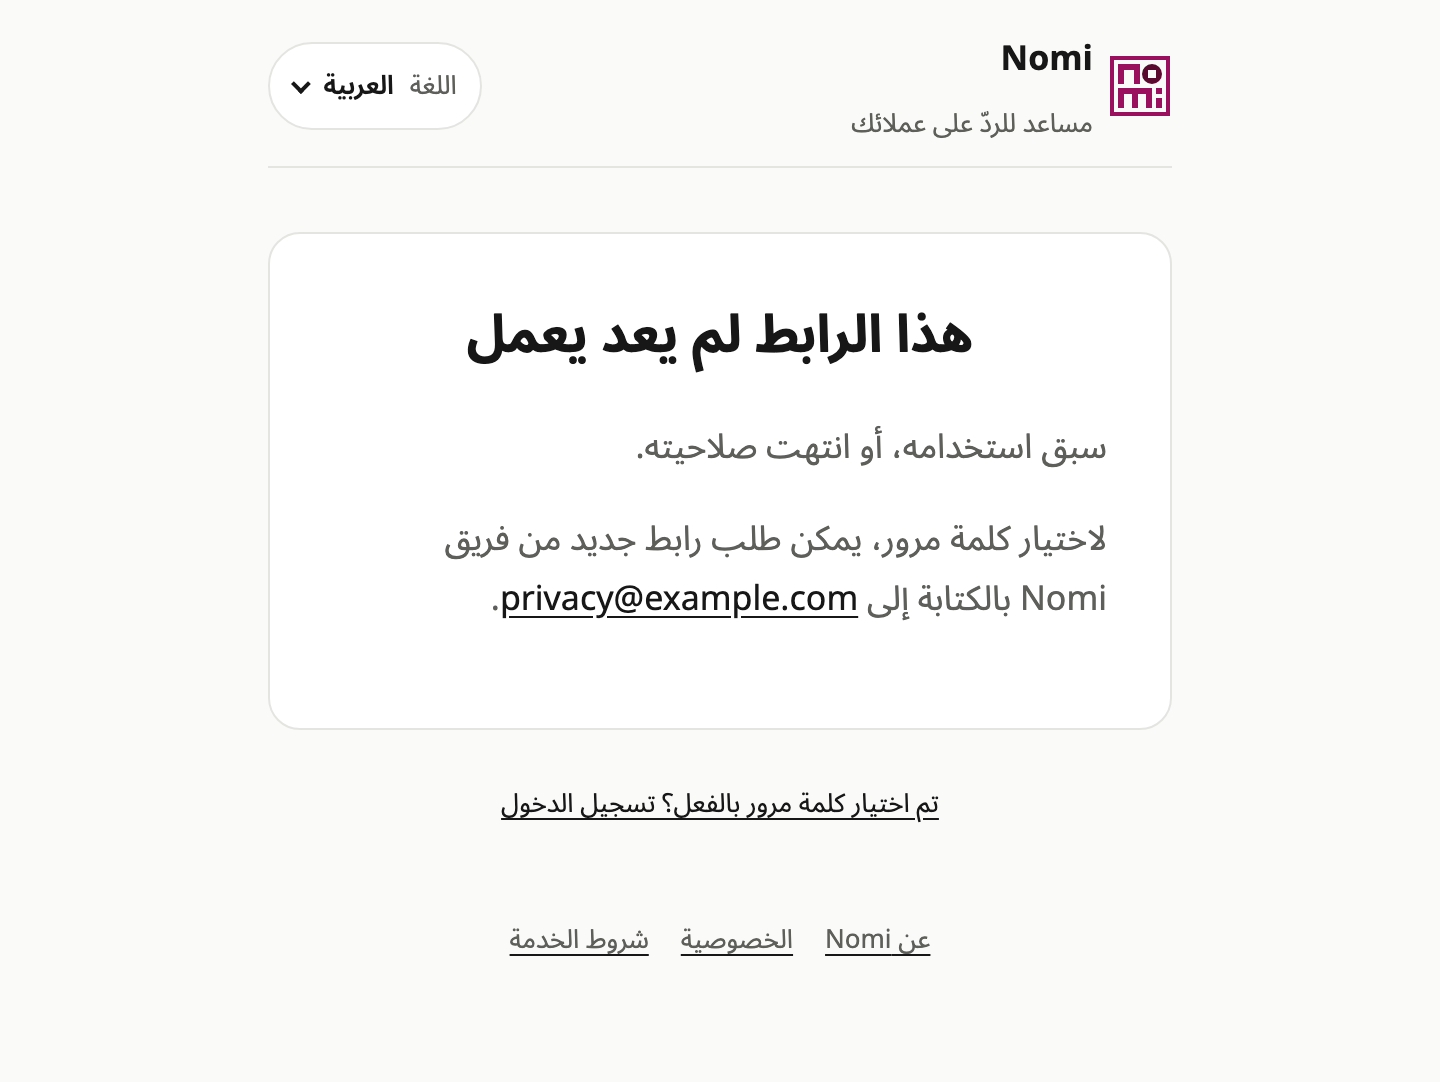 nomi
Nomi
مساعد للردّ على عملائك
اللغة العربية
هذا الرابط لم يعد يعمل
سبق استخدامه، أو انتهت صلاحيته.
لاختيار كلمة مرور، يمكن طلب رابط جديد من فريق
Nomi بالكتابة إلى privacy@example.com.
تم اختيار كلمة مرور بالفعل؟ تسجيل الدخول
عن Nomi الخصوصية شروط الخدمة